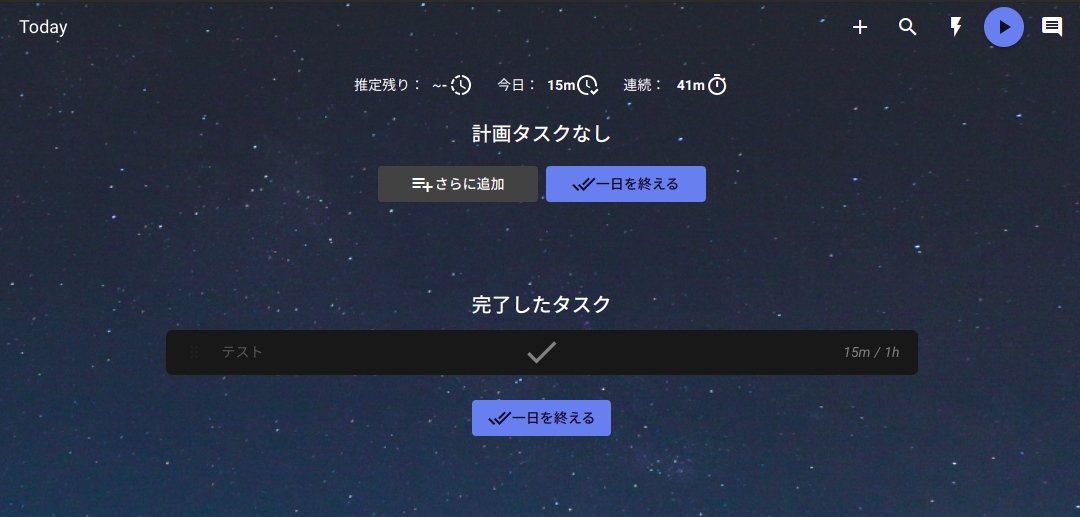 Today
推定残り： ~- 今日： 15m 連続： 41m
計画タスクなし
さらに追加 一日を終える
完了したタスク
テスト 15m / 1h
一日を終える